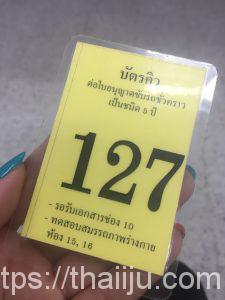 บัตรคิว
ต่อใบอนุญาตขับรถชั่วคราว
เป็นชนิด 5 ปี
127
- รอรับเอกสารช่อง 10
- ทดสอบสมรรถภาพร่างกาย
ห้อง 15, 16
tps://thaiiju.com/